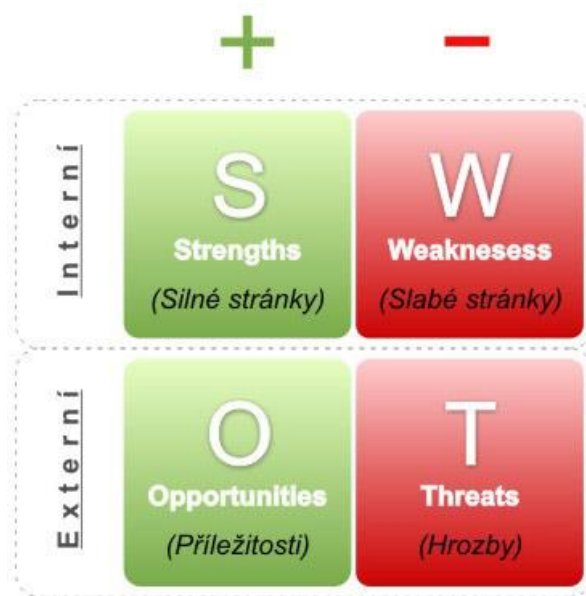 + −
Interní
S
Strengths
(Silné stránky)
W
Weaknesess
(Slabé stránky)
Externí
O
Opportunities
(Příležitosti)
T
Threats
(Hrozby)